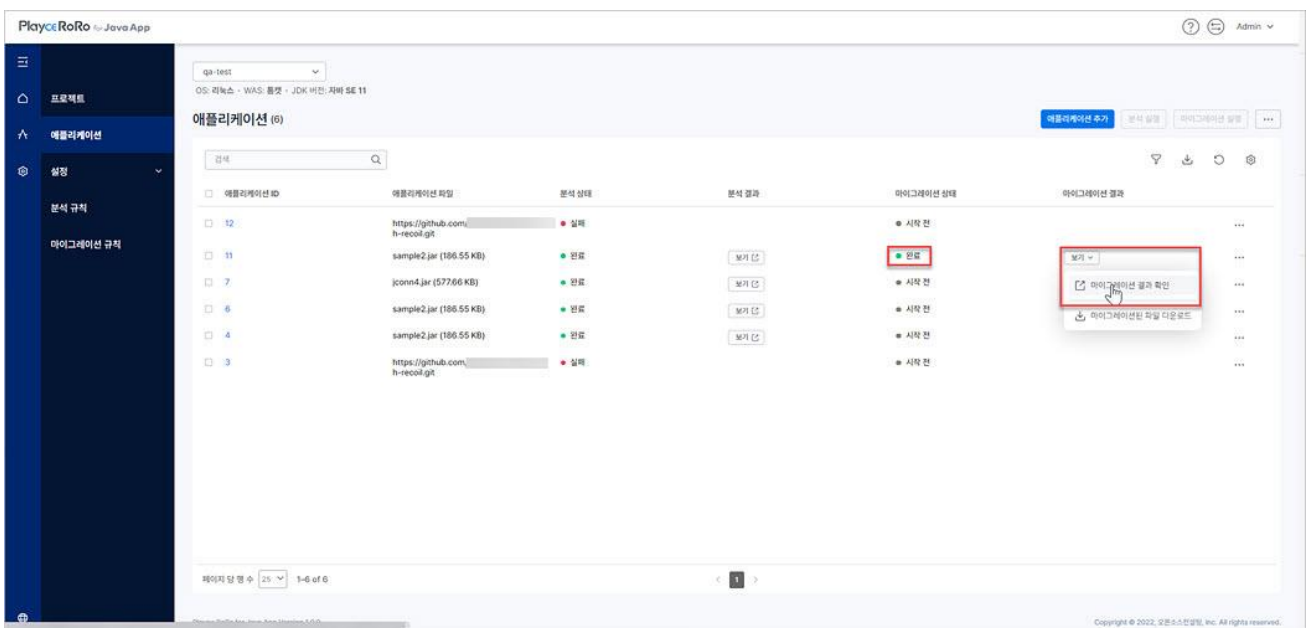 PlayceRoRo for Java App
Admin
qa-test
OS: 리눅스 · WAS: 톰캣 · JDK 버전: 자바 SE 11
프로젝트
애플리케이션 (6)
애플리케이션 추가
분석 설정
마이그레이션 설정
애플리케이션
검색
설정
애플리케이션 ID 애플리케이션 파일 분석 상태 분석 결과 마이그레이션 상태 마이그레이션 결과
분석 규칙
12 https://github.com/ 실패 시작 전
h-recoil.git
마이그레이션 규칙
11 sample2.jar (186.55 KB) 완료 보기 완료 보기
7 jconn4.jar (577.66 KB) 완료 보기 시작 전
마이그레이션 결과 확인
6 sample2.jar (186.55 KB) 완료 보기 시작 전
마이그레이션된 파일 다운로드
4 sample2.jar (186.55 KB) 완료 보기 시작 전
3 https://github.com, 실패 시작 전
h-recoil.git
페이지 당 행 수 25 1-6 of 6
1
Copyright © 2022, 오픈소스컨설팅, Inc. All rights reserved.